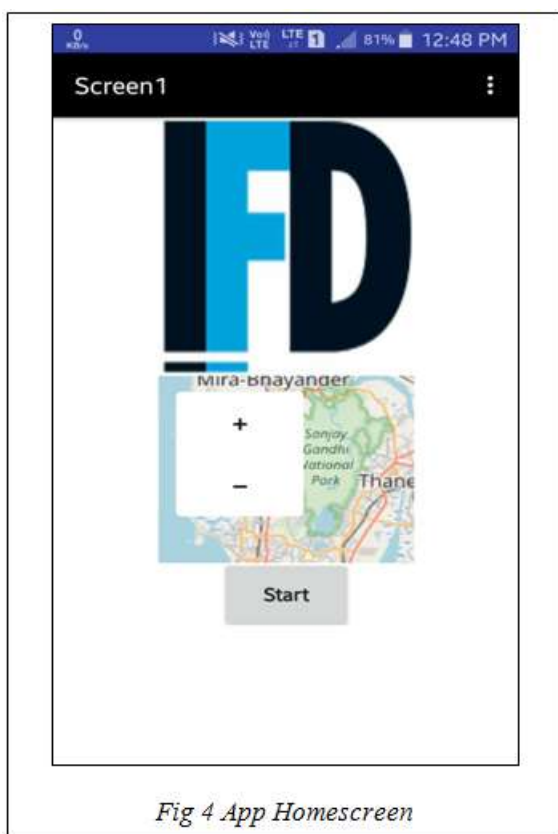 0 KB/s VoI) LTE LTE 1 81% 12:48 PM
Screen1
IFD
Mira-Bhayander
+
Sanjay
Gandhi
National
Park
Thane
−
Start
Fig 4 App Homescreen